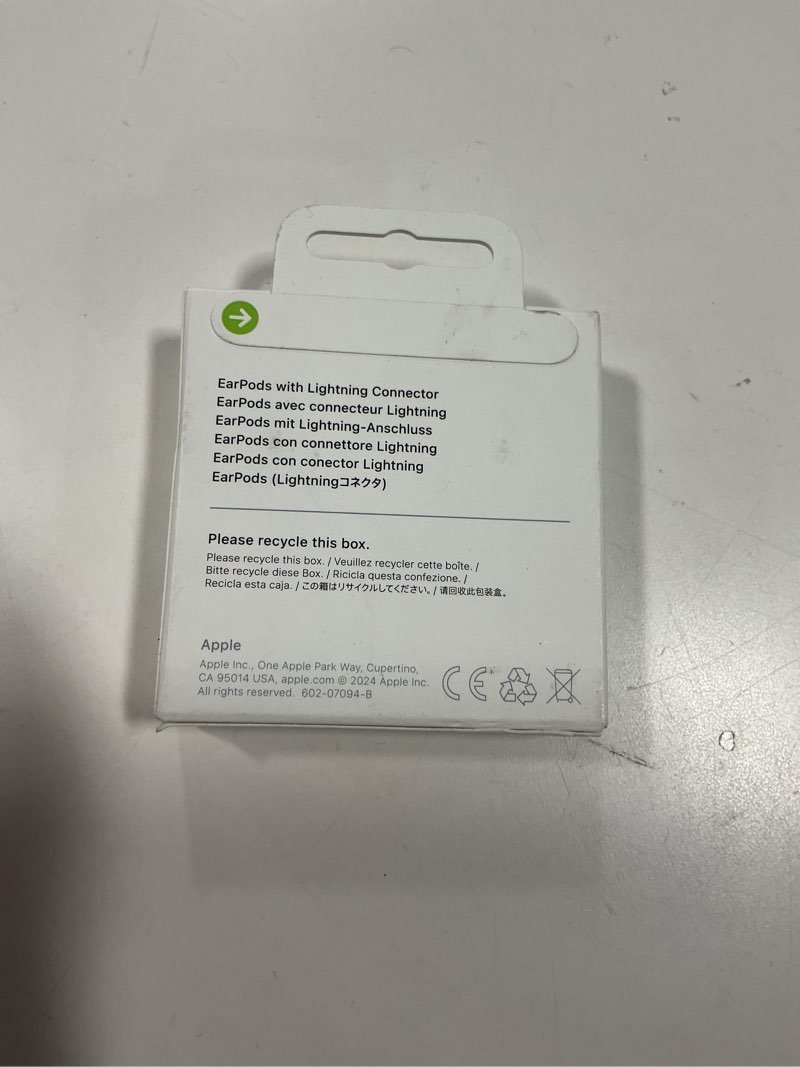 EarPods with Lightning Connector
EarPods avec connecteur Lightning
EarPods mit Lightning-Anschluss
EarPods con connettore Lightning
EarPods con conector Lightning
EarPods (Lightningコネクタ)
Please recycle this box.
Please recycle this box. / Veuillez recycler cette boîte. /
Bitte recycle diese Box. / Ricicla questa confezione. /
Recicla esta caja. / この箱はリサイクルしてください。/ 请回收此包装盒。
Apple
Apple Inc., One Apple Park Way, Cupertino,
CA 95014 USA, apple.com © 2024 Apple Inc.
All rights reserved. 602-07094-B
CE